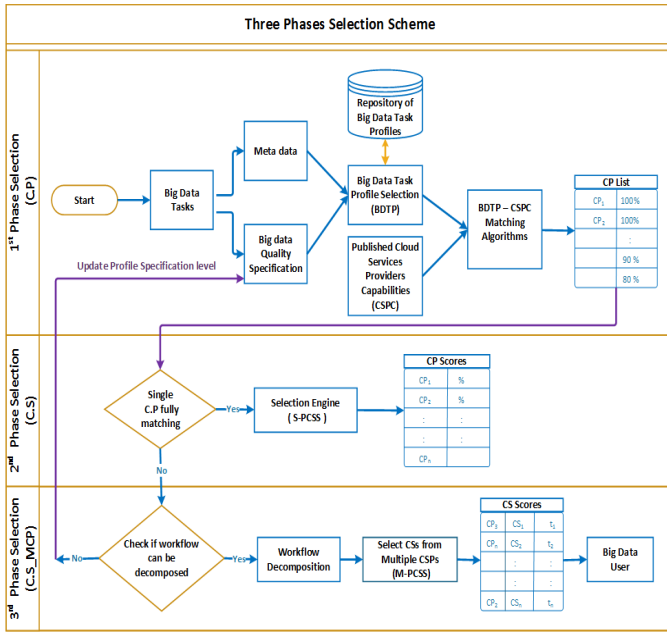 Three Phases Selection Scheme
1st Phase Selection
(C.P)
Start
Big Data
Tasks
Meta data
Big data
Quality
Specification
Repository of
Big Data Task
Profiles
Big Data Task
Profile Selection
(BDTP)
Published Cloud
Services
Providers
Capabilities
(CSPC)
BDTP – CSPC
Matching
Algorithms
CP List
CP1 100%
CP2 100%
:
90 %
80 %
Update Profile Specification level
2nd Phase Selection
(C.S)
Single
C.P fully
matching
Yes
No
Selection Engine
( S-PCSS )
CP Scores
CP1 %
CP2 %
: :
: :
CPn
3rd Phase Selection
(C.S_MCP)
Check if workflow
can be
decomposed
No
Yes
Workflow
Decomposition
Select CSs from
Multiple CSPs
(M-PCSS)
CS Scores
CP3 CS1 t1
CPn CS2 t2
: : :
: :
CP2 CSn tn
Big Data
User